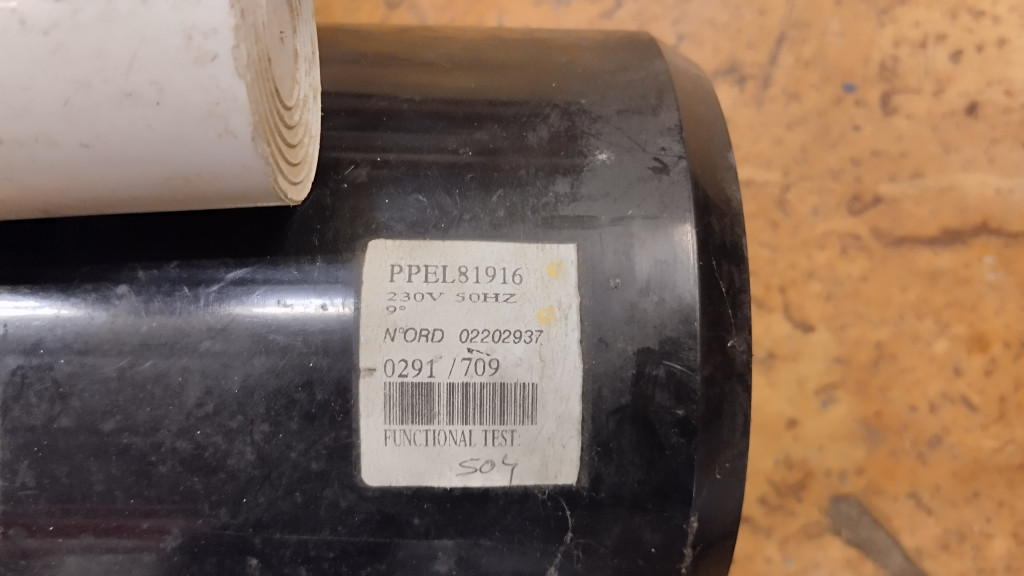 PPEL81916
230V 50HZ
9°
N°ORD 02202937
0291 / 709
FUNCTIONAL TEST:
504